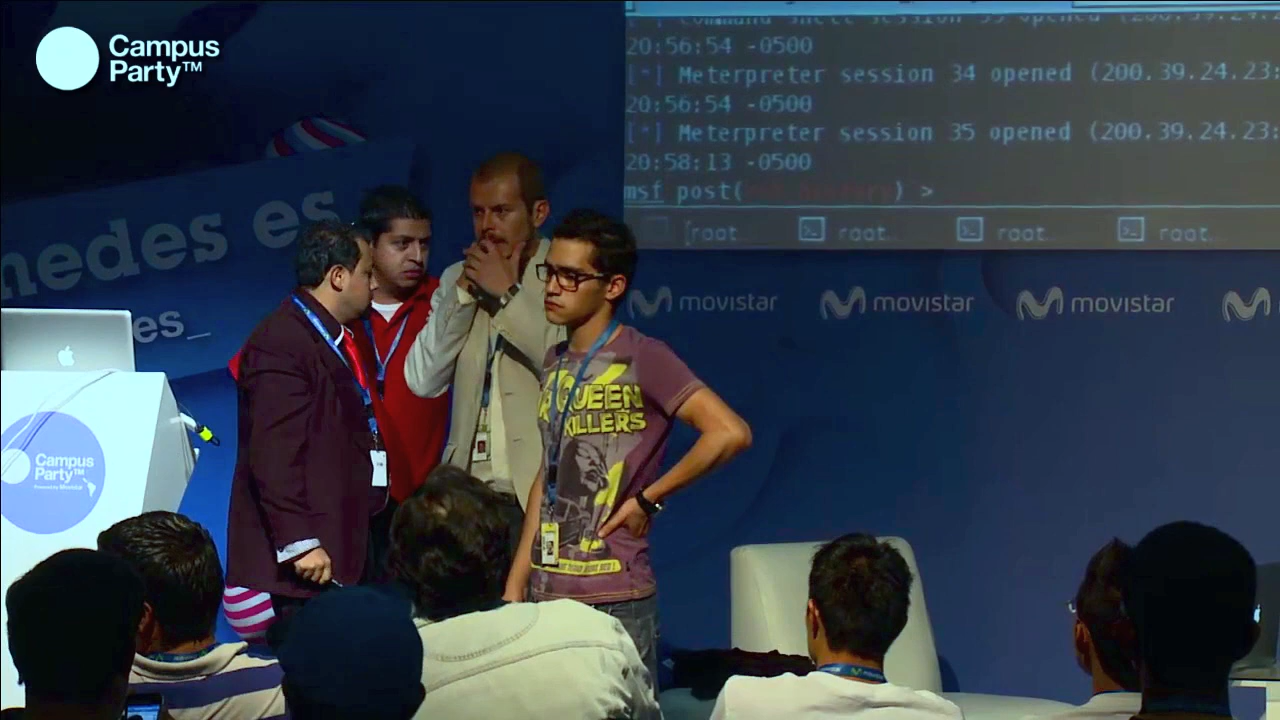 Campus
Party™
20:56:54 -0500
[*] Meterpreter session 34 opened (200.39.24.23:
20:56:54 -0500
[*] Meterpreter session 35 opened (200.39.24.23:
20:58:13 -0500
msf post(
) >
[root
root.
root.
root.
nedes es
es_
movistar
movistar
movistar
QUEEN
KILLERS
Campus
Party™